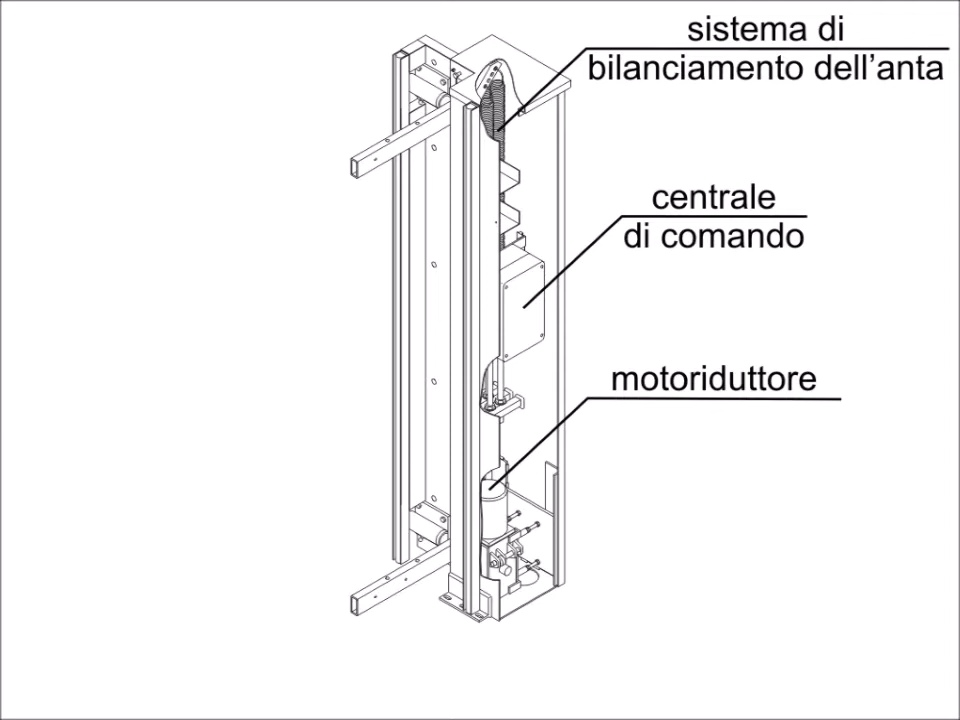 sistema di
bilanciamento dell'anta
centrale
di comando
motoriduttore